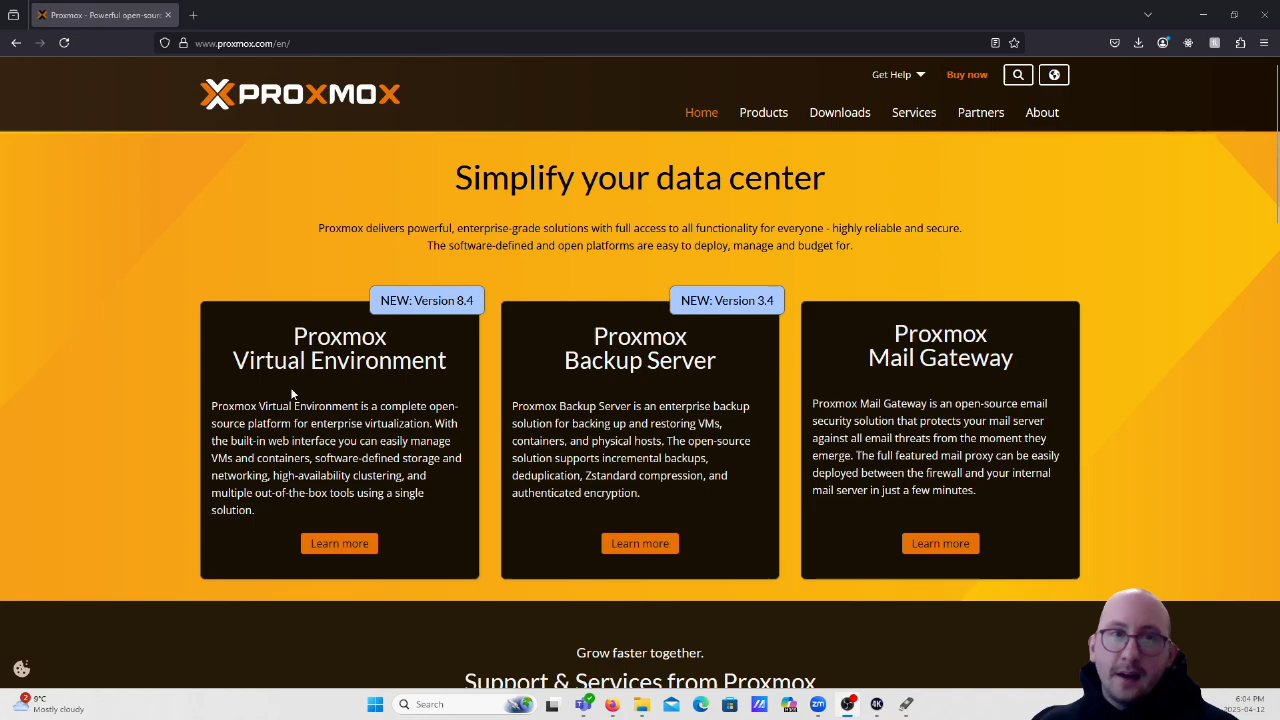 Proxmox - Powerful open-sourc
www.proxmox.com/en/
Get Help
Buy now
PROXMOX
Home
Products
Downloads
Services
Partners
About
Simplify your data center
Proxmox delivers powerful, enterprise-grade solutions with full access to all functionality for everyone - highly reliable and secure.
The software-defined and open platforms are easy to deploy, manage and budget for.
NEW: Version 8.4
Proxmox
Virtual Environment
Proxmox Virtual Environment is a complete open-
source platform for enterprise virtualization. With
the built-in web interface you can easily manage
VMs and containers, software-defined storage and
networking, high-availability clustering, and
multiple out-of-the-box tools using a single
solution.
Learn more
NEW: Version 3.4
Proxmox
Backup Server
Proxmox Backup Server is an enterprise backup
solution for backing up and restoring VMs,
containers, and physical hosts. The open-source
solution supports incremental backups,
deduplication, Zstandard compression, and
authenticated encryption.
Learn more
Proxmox
Mail Gateway
Proxmox Mail Gateway is an open-source email
security solution that protects your mail server
against all email threats from the moment they
emerge. The full featured mail proxy can be easily
deployed between the firewall and your internal
mail server in just a few minutes.
Learn more
Grow faster together.
Support & Services from Proxmox
2
9°C
Mostly cloudy
Search
zm
4K
6:04 PM
2025-04-12